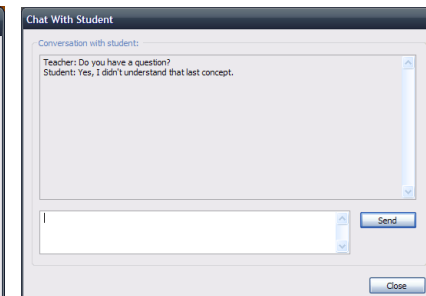 Chat With Student
Conversation with student:
Teacher: Do you have a question?
Student: Yes, I didn't understand that last concept.
Send
Close